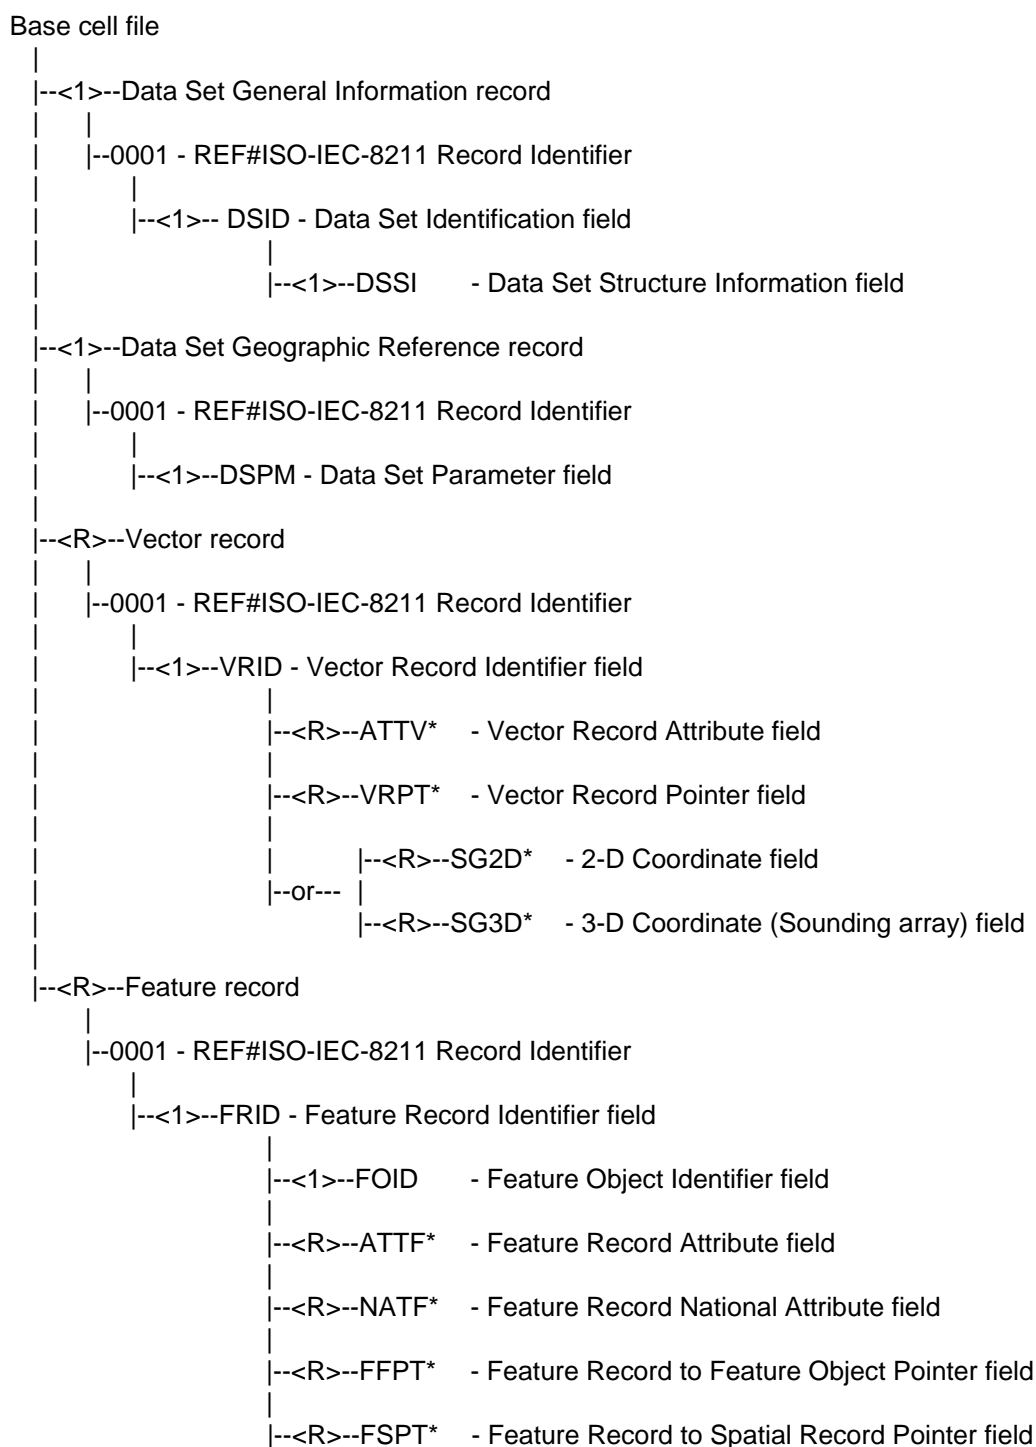 Base cell file
|
|--<1>--Data Set General Information record
| |
| |--0001 - REF#ISO-IEC-8211 Record Identifier
| |
| |--<1>-- DSID - Data Set Identification field
| |
| |--<1>--DSSI - Data Set Structure Information field
|
|--<1>--Data Set Geographic Reference record
| |
| |--0001 - REF#ISO-IEC-8211 Record Identifier
| |
| |--<1>--DSPM - Data Set Parameter field
|
|--<R>--Vector record
| |
| |--0001 - REF#ISO-IEC-8211 Record Identifier
| |
| |--<1>--VRID - Vector Record Identifier field
| |
| |--<R>--ATTV* - Vector Record Attribute field
| |
| |--<R>--VRPT* - Vector Record Pointer field
| |
| | |--<R>--SG2D* - 2-D Coordinate field
| |--or--- |
| |--<R>--SG3D* - 3-D Coordinate (Sounding array) field
|
|--<R>--Feature record
|
|--0001 - REF#ISO-IEC-8211 Record Identifier
|
|--<1>--FRID - Feature Record Identifier field
|
|--<1>--FOID - Feature Object Identifier field
|
|--<R>--ATTF* - Feature Record Attribute field
|
|--<R>--NATF* - Feature Record National Attribute field
|
|--<R>--FFPT* - Feature Record to Feature Object Pointer field
|
|--<R>--FSPT* - Feature Record to Spatial Record Pointer field